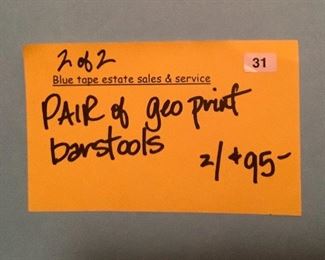 2 of 2
31
Blue tape estate sales & service
PAIR of geo print
barstools
2/$95-